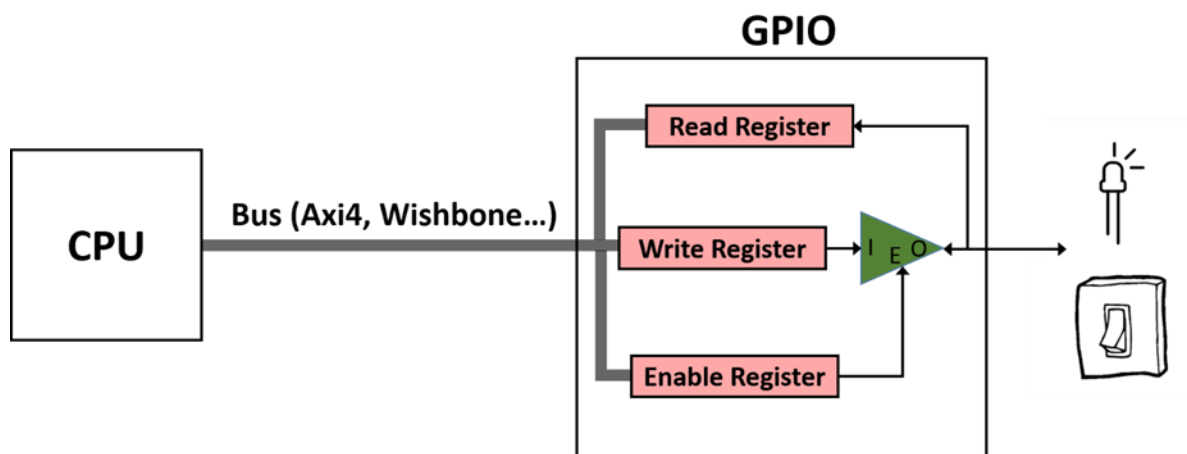 GPIO
Read Register
CPU
Bus (Axi4, Wishbone...)
Write Register
I
E
O
Enable Register